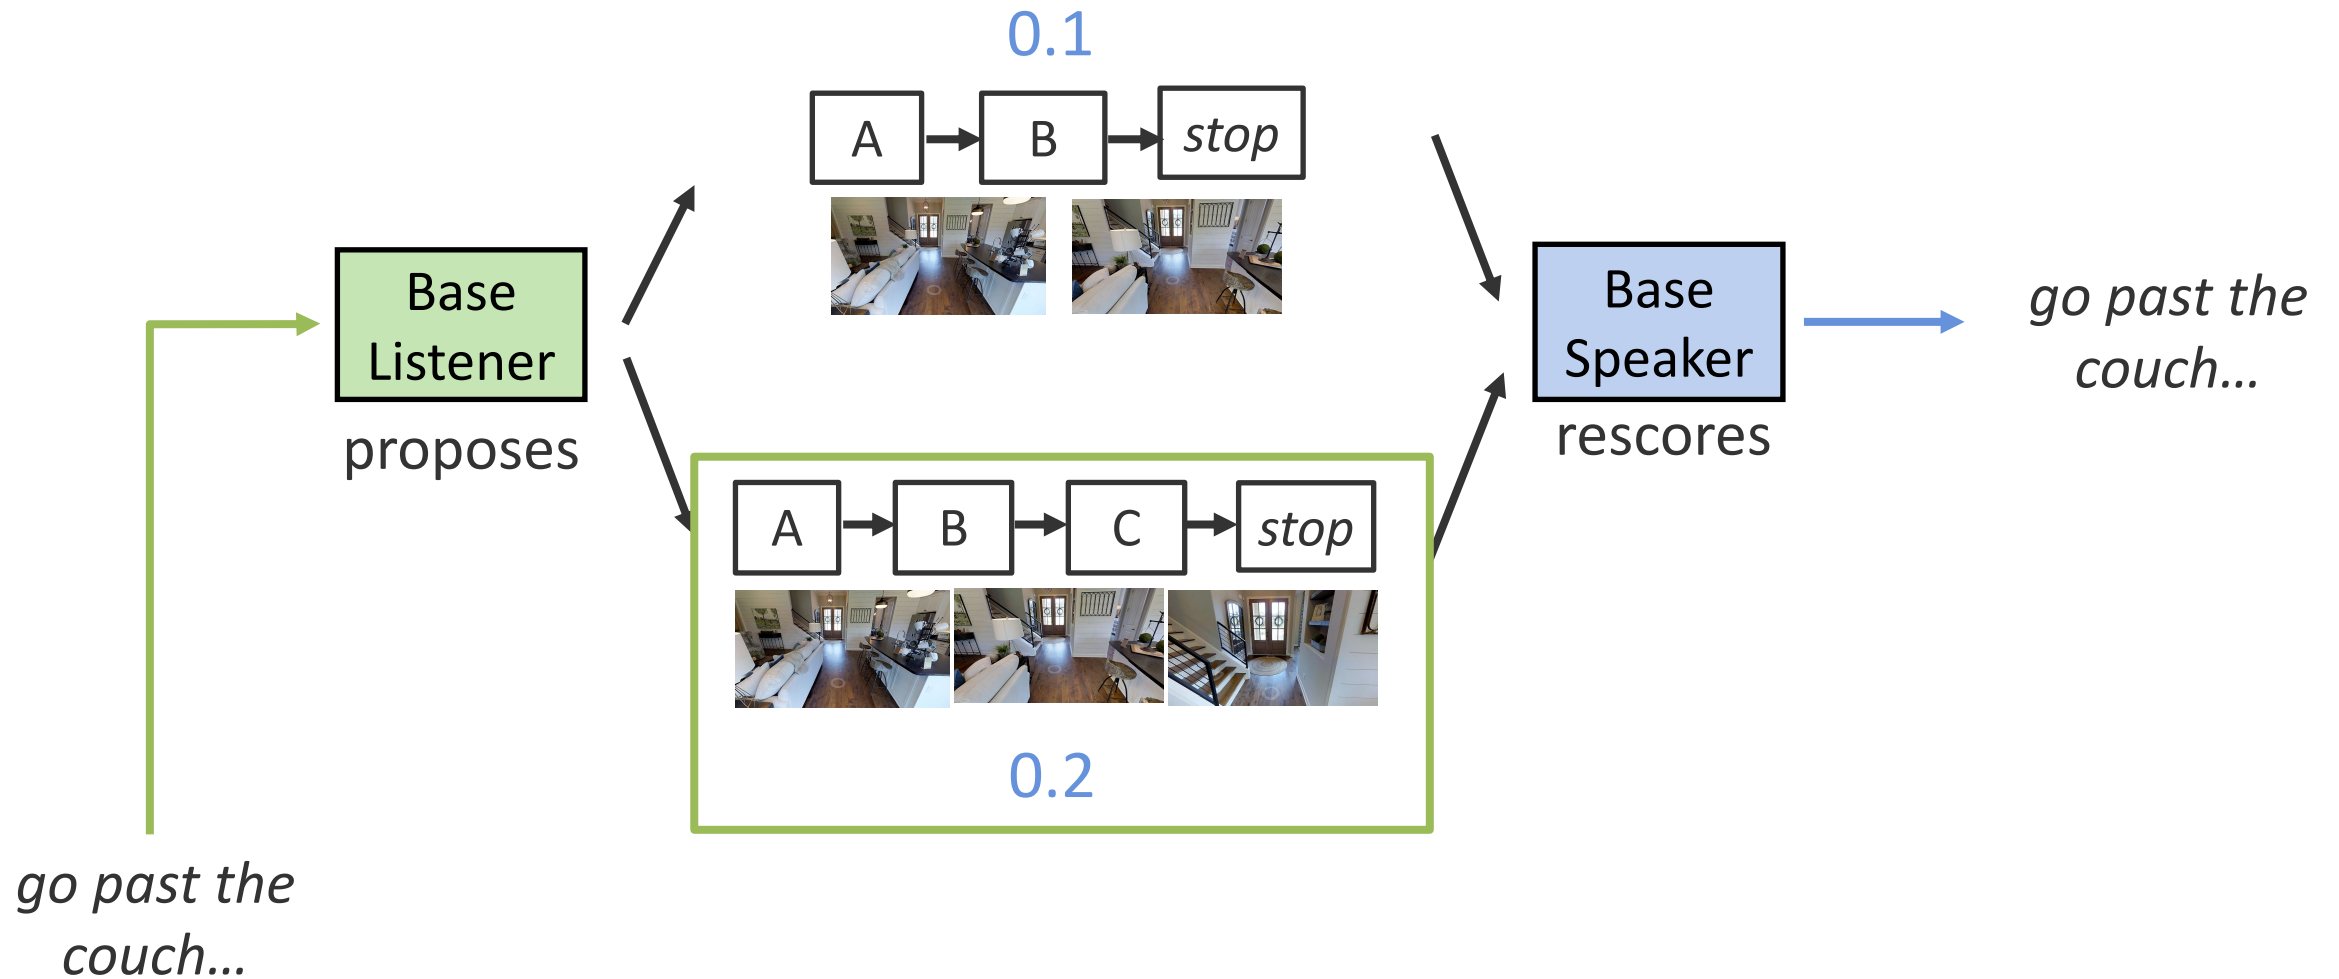 0.1
A
B
stop
Base
Listener
proposes
Base
Speaker
rescores
go past the
couch...
A
B
C
stop
0.2
go past the
couch...